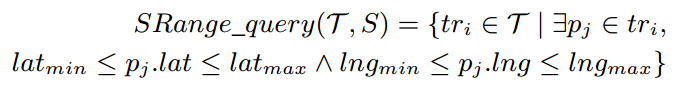 SRange_query(𝒯, S) = {trᵢ ∈ 𝒯 | ∃pⱼ ∈ trᵢ,
lat_min ≤ pⱼ.lat ≤ lat_max ∧ lng_min ≤ pⱼ.lng ≤ lng_max}